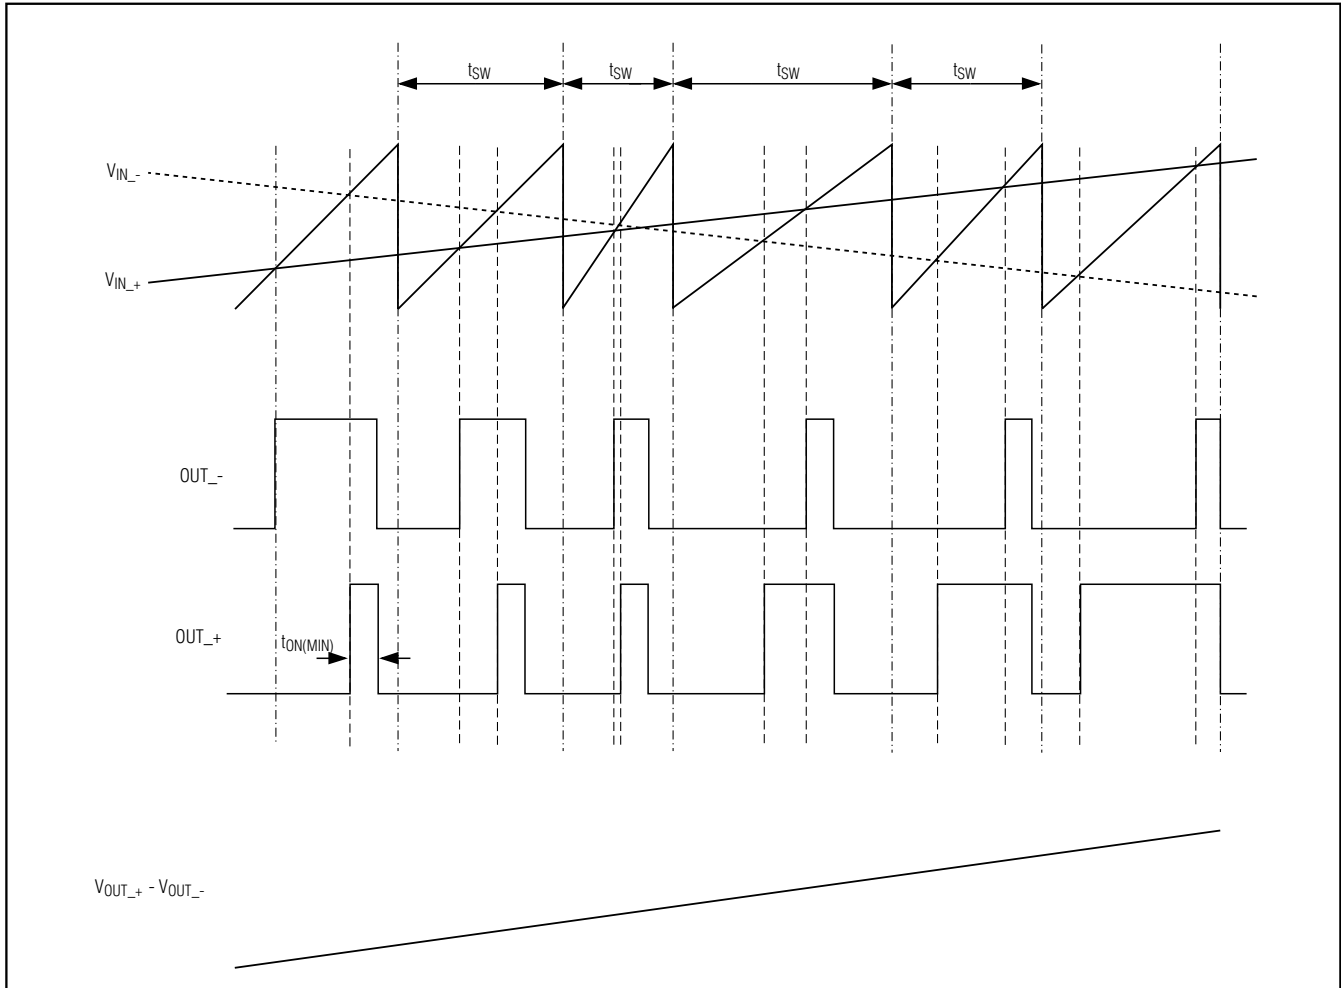 tSW tSW tSW tSW
VIN_-
VIN_+
OUT_-
OUT_+
tON(MIN)
VOUT_+ - VOUT_-